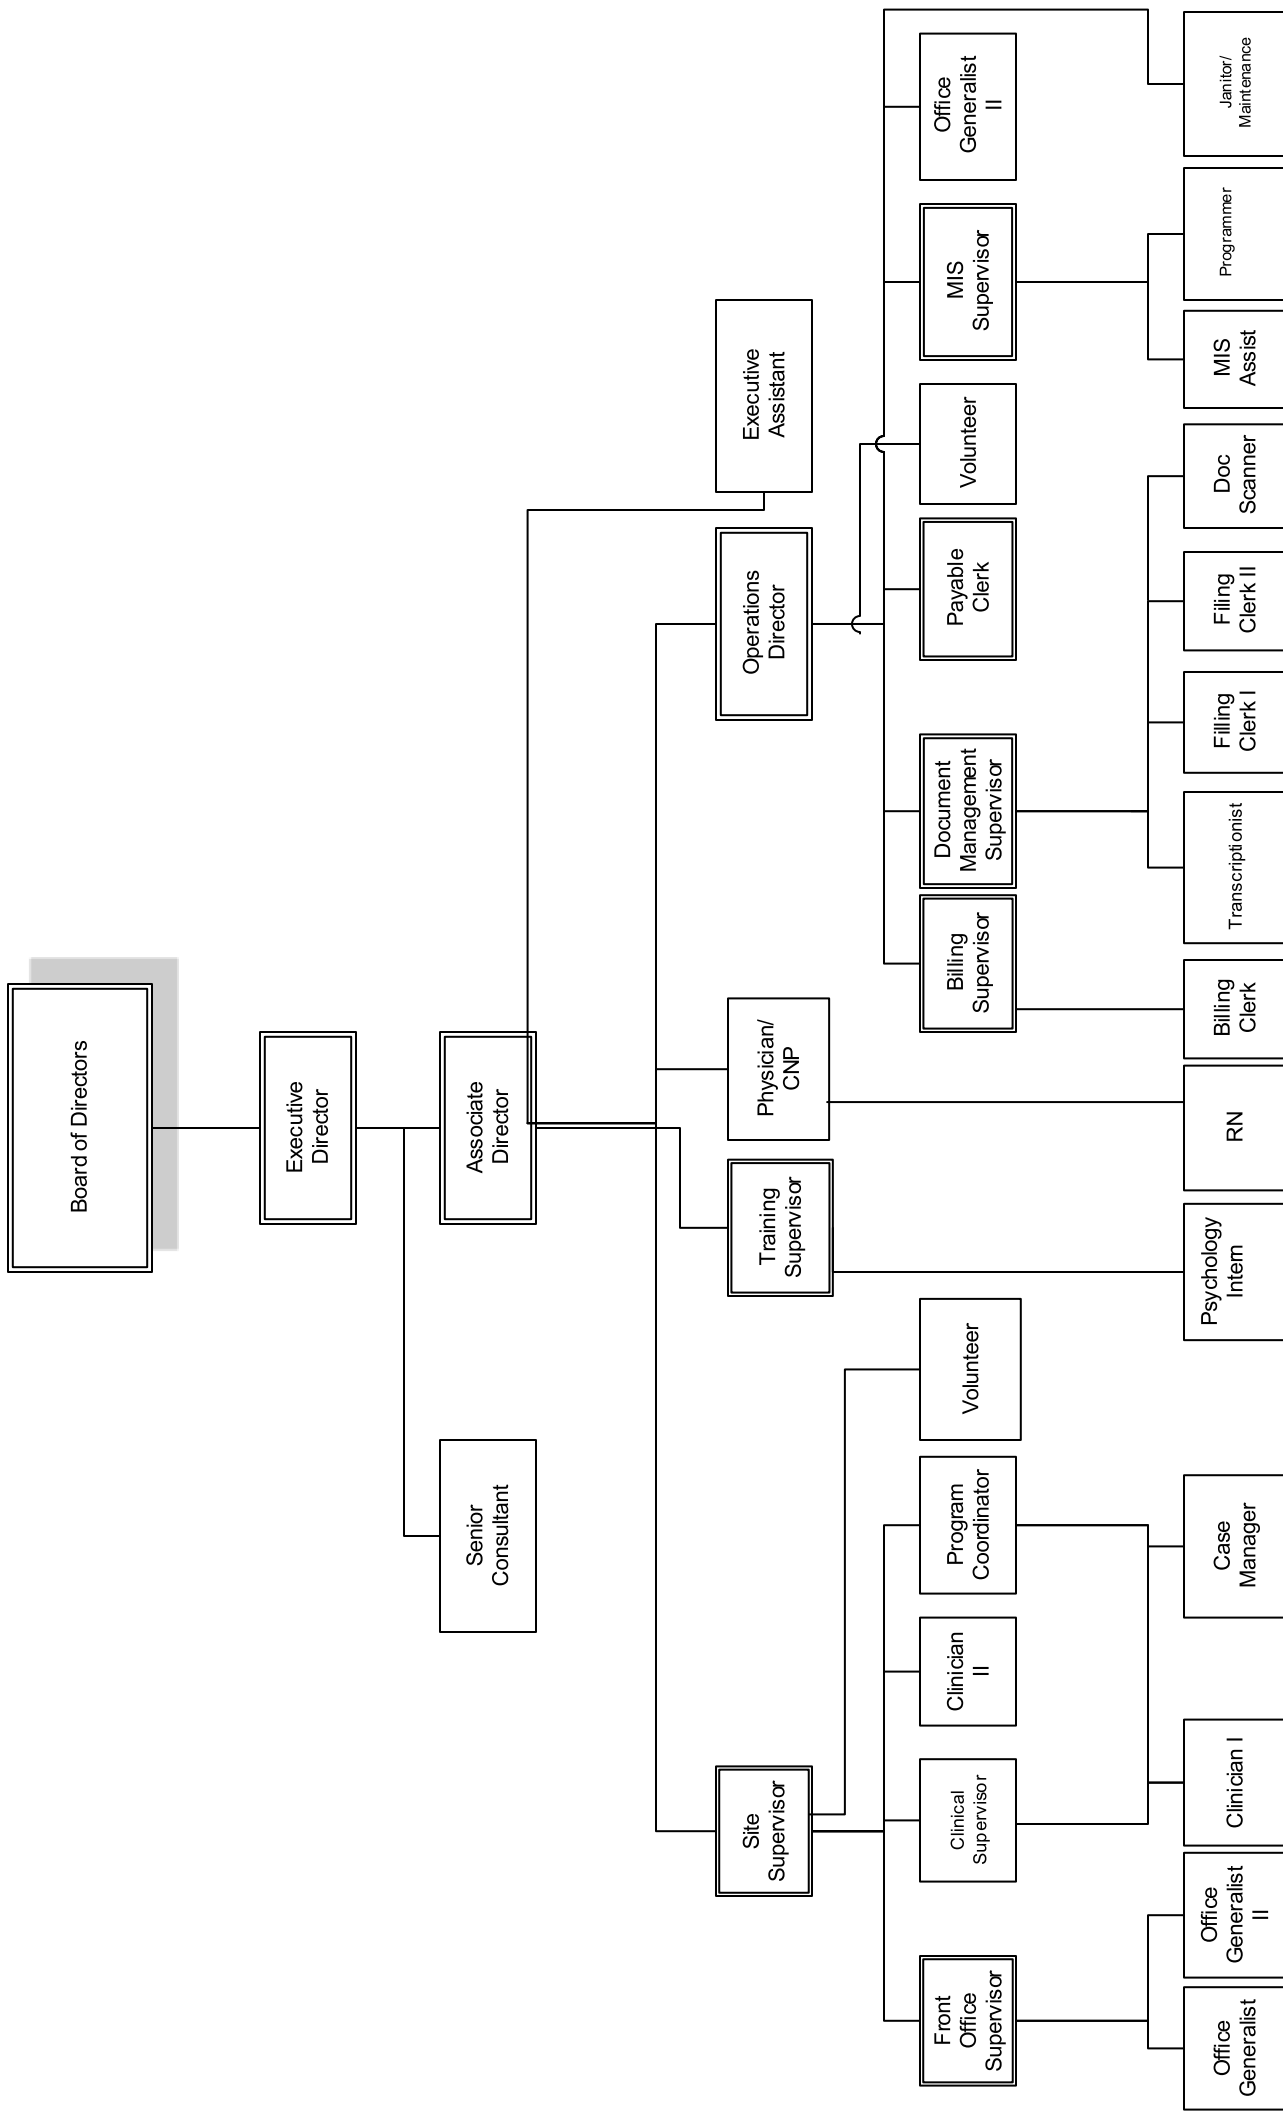 Board of Directors
Executive
Director
Senior
Consultant
Associate
Director
Executive
Assistant
Site
Supervisor
Training
Supervisor
Physician/
CNP
Operations
Director
Front
Office
Supervisor
Clinical
Supervisor
Clinician
II
Program
Coordinator
Volunteer
Billing
Supervisor
Document
Management
Supervisor
Payable
Clerk
Volunteer
MIS
Supervisor
Office
Generalist
II
Office
Generalist
Office
Generalist
II
Clinician I
Case
Manager
Psychology
Intern
RN
Billing
Clerk
Transcriptionist
Filling
Clerk I
Filing
Clerk II
Doc
Scanner
MIS
Assist
Programmer
Janitor/
Maintenance